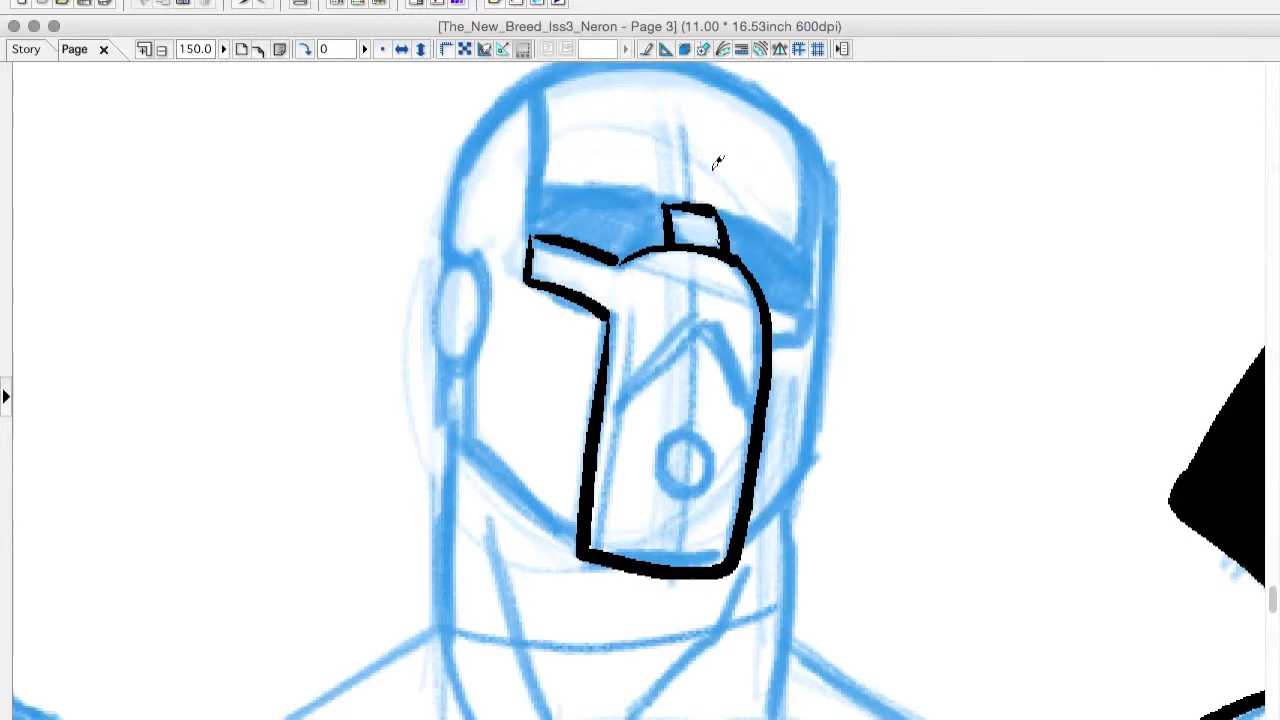 [The_New_Breed_Iss3_Neron - Page 3] (11.00 * 16.53inch 600dpi)
Story Page 150.0 0